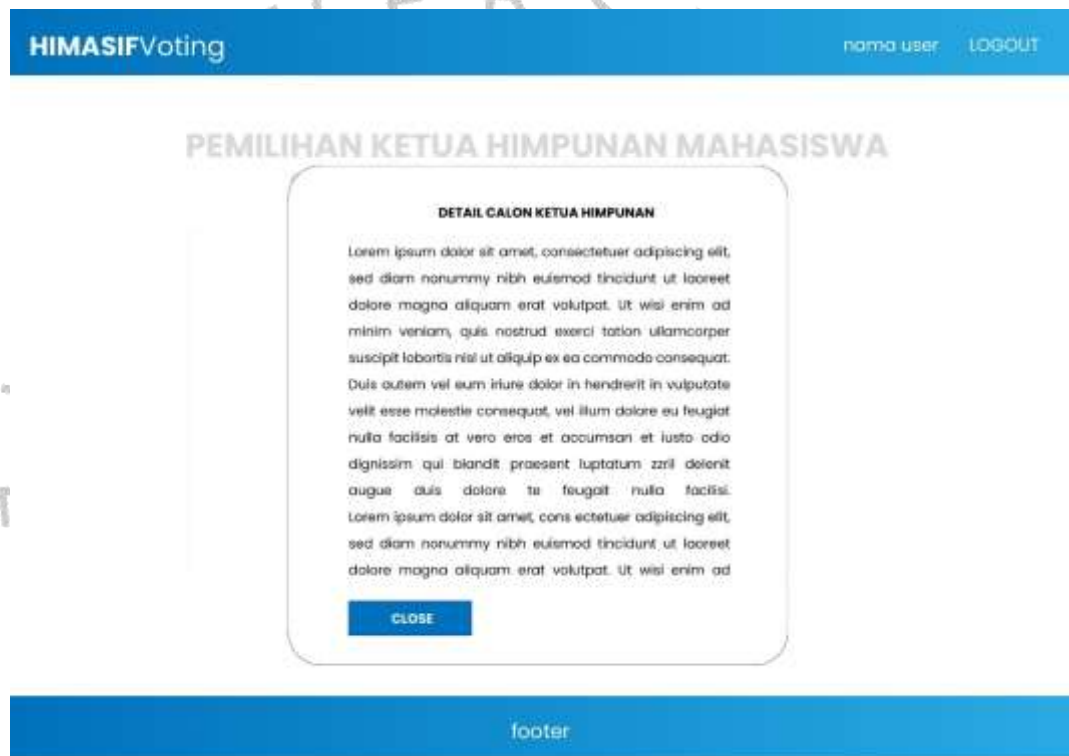 HIMASIFVoting
nama user LOGOUT
PEMILIHAN KETUA HIMPUNAN MAHASISWA
DETAIL CALON KETUA HIMPUNAN
Lorem ipsum dolor sit amet, consectetuer adipiscing elit,
sed diam nonummy nibh euismod tincidunt ut laoreet
dolore magna aliquam erat volutpat. Ut wisi enim ad
minim veniam, quis nostrud exerci tation ullamcorper
suscipit lobortis nisl ut aliquip ex ea commodo consequat.
Duis autem vel eum iriure dolor in hendrerit in vulputate
velit esse molestie consequat, vel illum dolore eu feugiat
nulla facilisis at vero eros et accumsan et iusto odio
dignissim qui blandit praesent luptatum zzril delenit
augue duis dolore te feugait nulla facilisi.
Lorem ipsum dolor sit amet, cons ectetuer adipiscing elit,
sed diam nonummy nibh euismod tincidunt ut laoreet
dolore magna aliquam erat volutpat. Ut wisi enim ad
CLOSE
footer